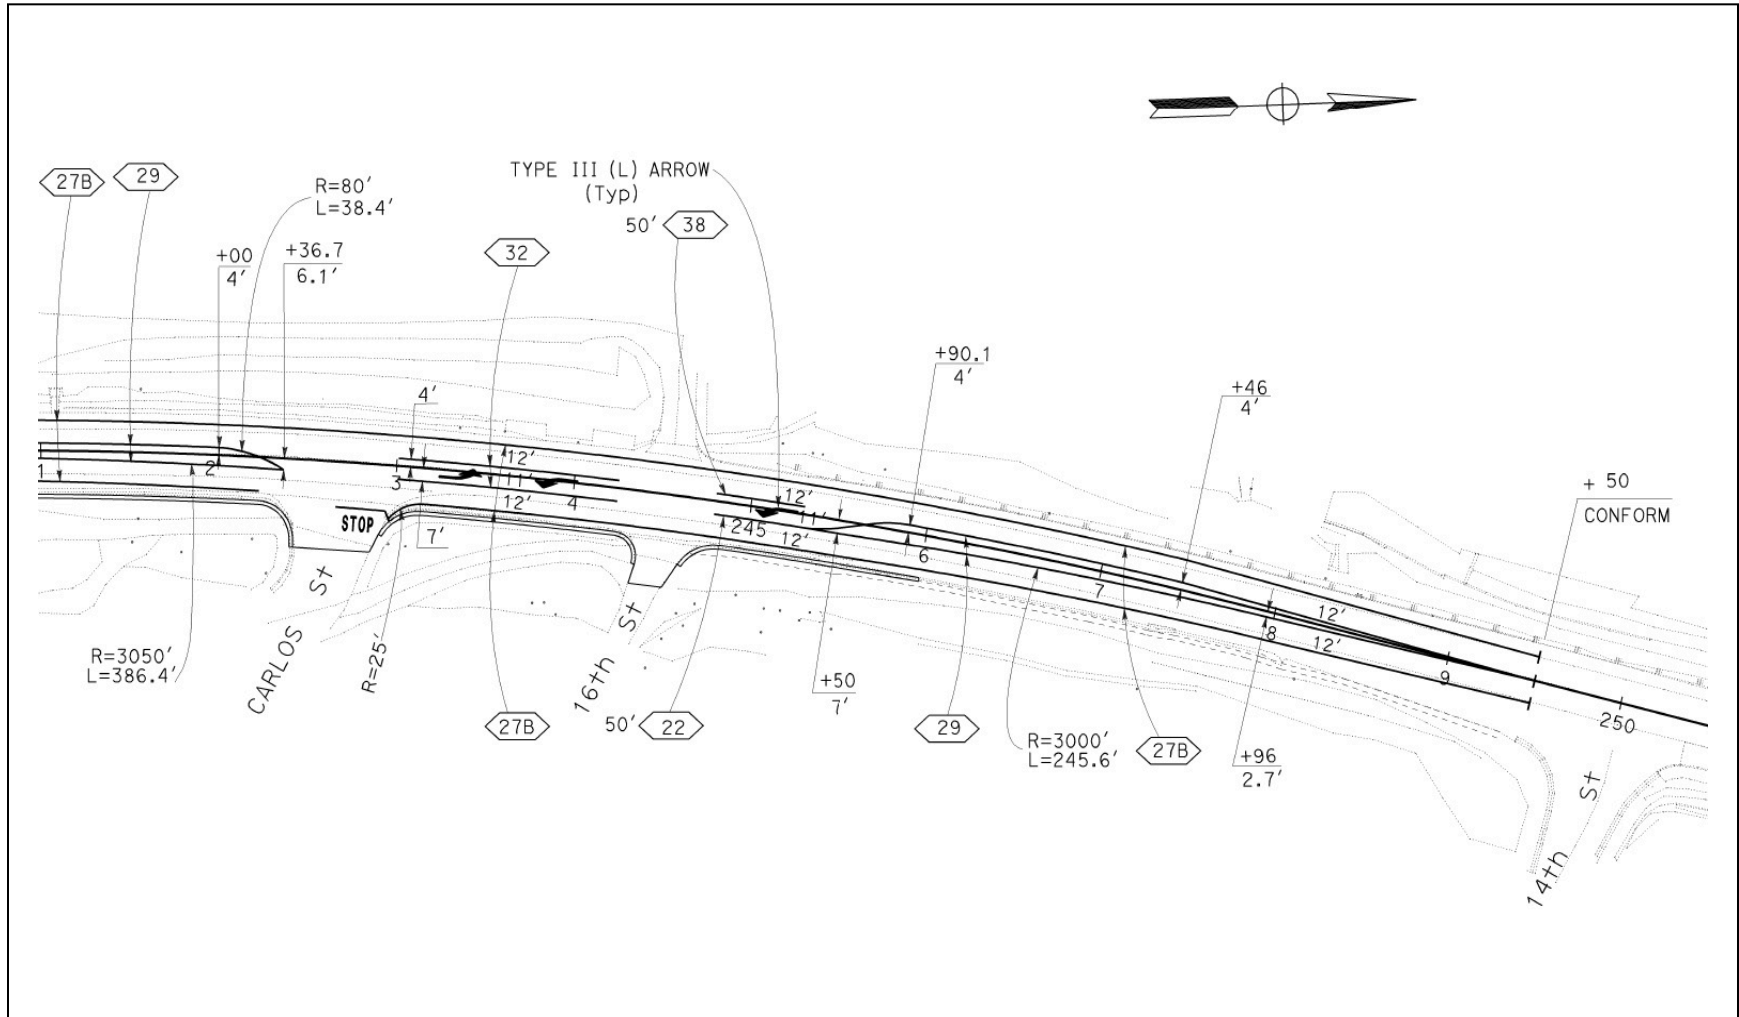 27B
29
R=80'
L=38.4'
TYPE III (L) ARROW
(Typ)
50' 38
32
+00
4'
+36.7
6.1'
+90.1
4'
+46
4'
+ 50
CONFORM
4'
12'
1
2
3
11'
4
12'
12'
11'
245
12'
6
7
8
12'
12'
9
250
STOP
7'
R=3050'
L=386.4'
CARLOS St
R=25'
16th St
27B
50' 22
+50
7'
29
R=3000'
L=245.6'
27B
+96
2.7'
14th St